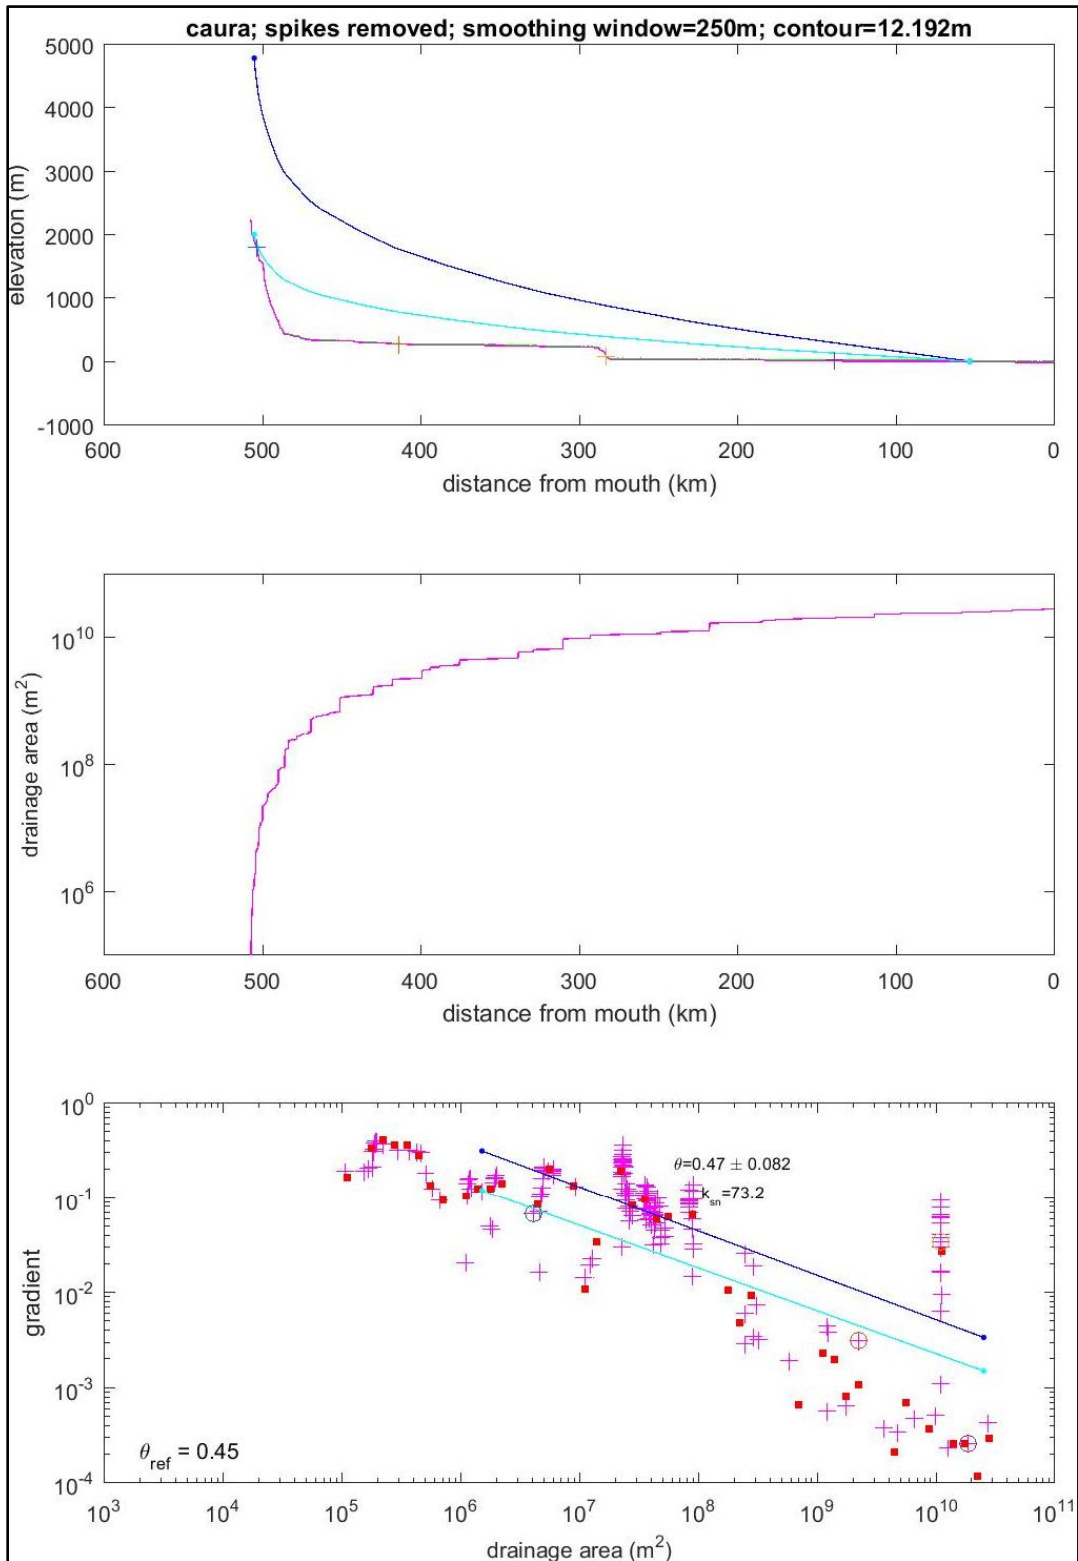 caura; spikes removed; smoothing window=250m; contour=12.192m
5000
4000
3000
2000
1000
0
-1000
elevation (m)
600 500 400 300 200 100 0
distance from mouth (km)
10^10
10^8
10^6
drainage area (m²)
600 500 400 300 200 100 0
distance from mouth (km)
10^0
10^-1
10^-2
10^-3
10^-4
gradient
θ=0.47 ± 0.082
k_sn=73.2
θ_ref = 0.45
10^3 10^4 10^5 10^6 10^7 10^8 10^9 10^10 10^11
drainage area (m²)